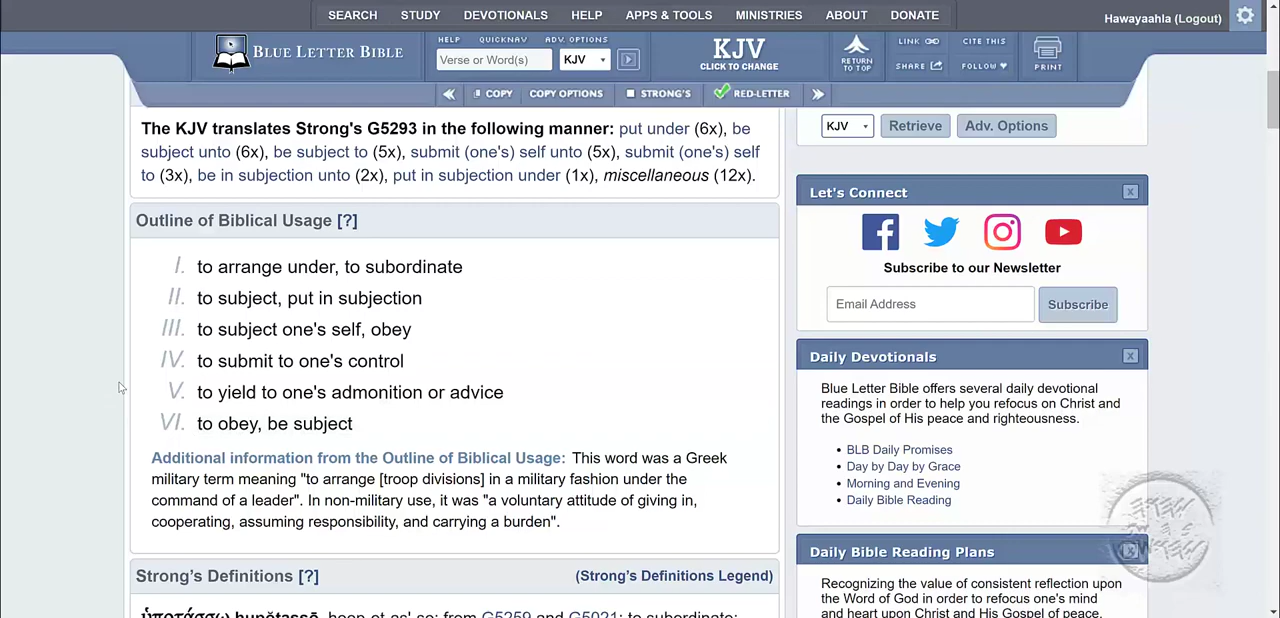 SEARCH STUDY DEVOTIONALS HELP APPS & TOOLS MINISTRIES ABOUT DONATE Hawayaahla (Logout)
BLUE LETTER BIBLE
HELP QUICKNAV ADV. OPTIONS
Verse or Word(s) KJV
KJV
CLICK TO CHANGE
RETURN
TO TOP
LINK CITE THIS
SHARE FOLLOW
PRINT
COPY COPY OPTIONS STRONG'S RED-LETTER
The KJV translates Strong's G5293 in the following manner: put under (6x), be
subject unto (6x), be subject to (5x), submit (one's) self unto (5x), submit (one's) self
to (3x), be in subjection unto (2x), put in subjection under (1x), miscellaneous (12x).
Outline of Biblical Usage [?]
I. to arrange under, to subordinate
II. to subject, put in subjection
III. to subject one's self, obey
IV. to submit to one's control
V. to yield to one's admonition or advice
VI. to obey, be subject
Additional information from the Outline of Biblical Usage: This word was a Greek
military term meaning "to arrange [troop divisions] in a military fashion under the
command of a leader". In non-military use, it was "a voluntary attitude of giving in,
cooperating, assuming responsibility, and carrying a burden".
Strong's Definitions [?] (Strong's Definitions Legend)
ὑποτάσσω hupŏtassō, hoop-ot-as'-so; from G5259 and G5021; to subordinate;
KJV Retrieve Adv. Options
Let's Connect x
Subscribe to our Newsletter
Email Address Subscribe
Daily Devotionals x
Blue Letter Bible offers several daily devotional
readings in order to help you refocus on Christ and
the Gospel of His peace and righteousness.
• BLB Daily Promises
• Day by Day by Grace
• Morning and Evening
• Daily Bible Reading
Daily Bible Reading Plans
Recognizing the value of consistent reflection upon
the Word of God in order to refocus one's mind
and heart upon Christ and His Gospel of peace,